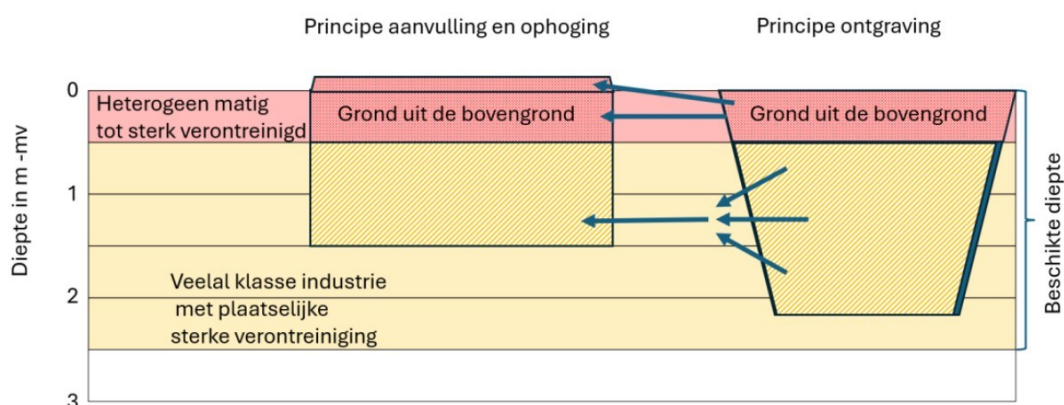 Principe aanvulling en ophoging
Principe ontgraving
0
Heterogeen matig
tot sterk verontreinigd
Grond uit de bovengrond
Grond uit de bovengrond
Diepte in m -mv
1
Beschikte diepte
Veelal klasse industrie
met plaatselijke
sterke verontreiniging
2
3